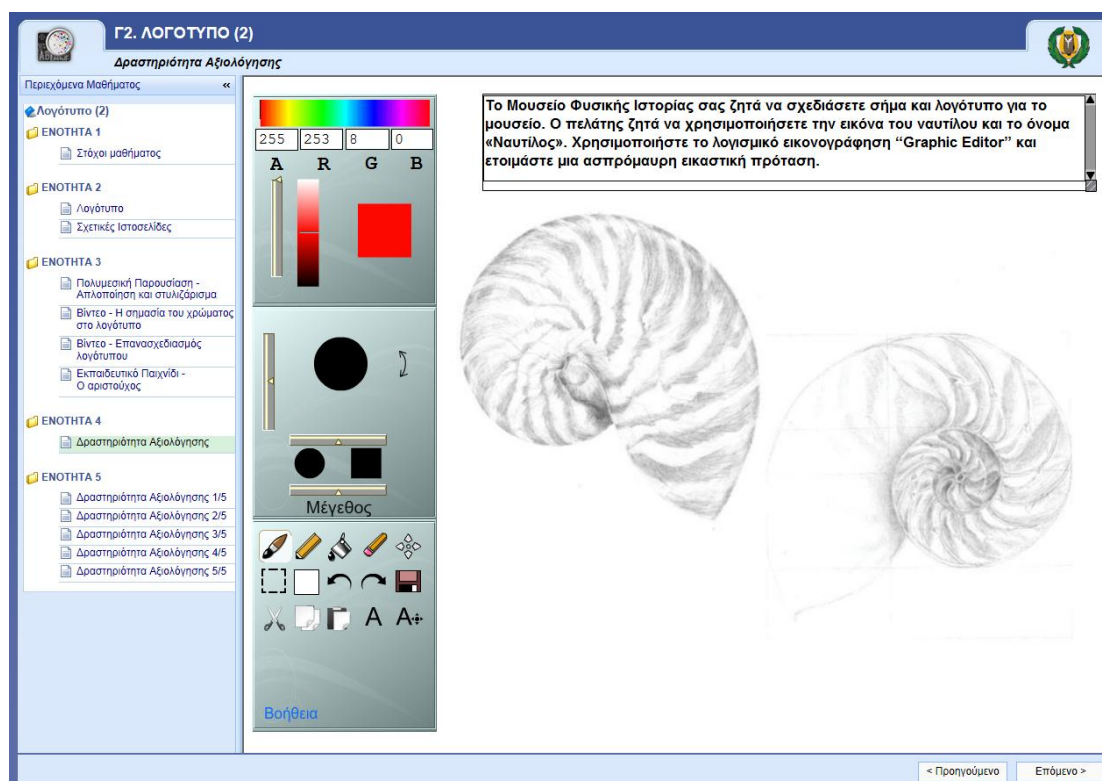 Γ2. ΛΟΓΟΤΥΠΟ (2)
Δραστηριότητα Αξιολόγησης
Περιεχόμενα Μαθήματος «
Λογότυπο (2)
ΕΝΟΤΗΤΑ 1
Στόχοι μαθήματος
ΕΝΟΤΗΤΑ 2
Λογότυπο
Σχετικές Ιστοσελίδες
ΕΝΟΤΗΤΑ 3
Πολυμεσική Παρουσίαση -
Απλοποίηση και στυλιζάρισμα
Βίντεο - Η σημασία του χρώματος
στο λογότυπο
Βίντεο - Επανασχεδιασμός
λογότυπου
Εκπαιδευτικό Παιχνίδι -
Ο αριστούχος
ΕΝΟΤΗΤΑ 4
Δραστηριότητα Αξιολόγησης
ΕΝΟΤΗΤΑ 5
Δραστηριότητα Αξιολόγησης 1/5
Δραστηριότητα Αξιολόγησης 2/5
Δραστηριότητα Αξιολόγησης 3/5
Δραστηριότητα Αξιολόγησης 4/5
Δραστηριότητα Αξιολόγησης 5/5
255 253 8 0
A R G B
Μέγεθος
A A
Βοήθεια
Το Μουσείο Φυσικής Ιστορίας σας ζητά να σχεδιάσετε σήμα και λογότυπο για το
μουσείο. Ο πελάτης ζητά να χρησιμοποιήσετε την εικόνα του ναυτίλου και το όνομα
«Ναυτίλος». Χρησιμοποιήστε το λογισμικό εικονογράφηση “Graphic Editor” και
ετοιμάστε μια ασπρόμαυρη εικαστική πρόταση.
< Προηγούμενο Επόμενο >